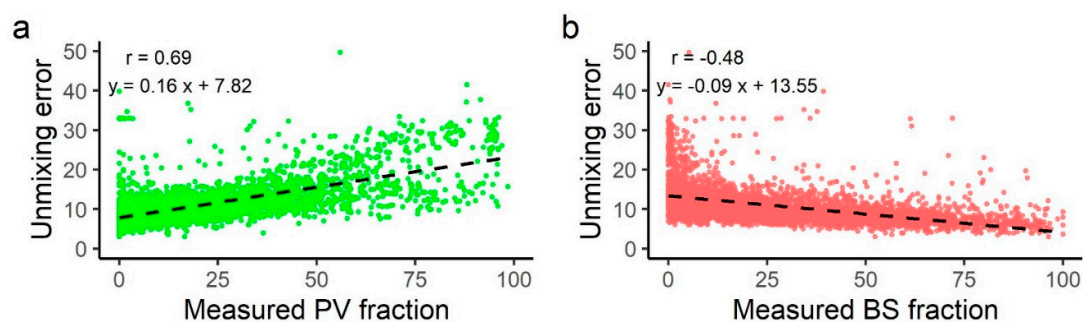 a
50
40
30
20
10
0
r = 0.69
y = 0.16 x + 7.82
Unmixing error
0
25
50
75
100
Measured PV fraction
b
50
40
30
20
10
0
r = -0.48
y = -0.09 x + 13.55
Unmixing error
0
25
50
75
100
Measured BS fraction